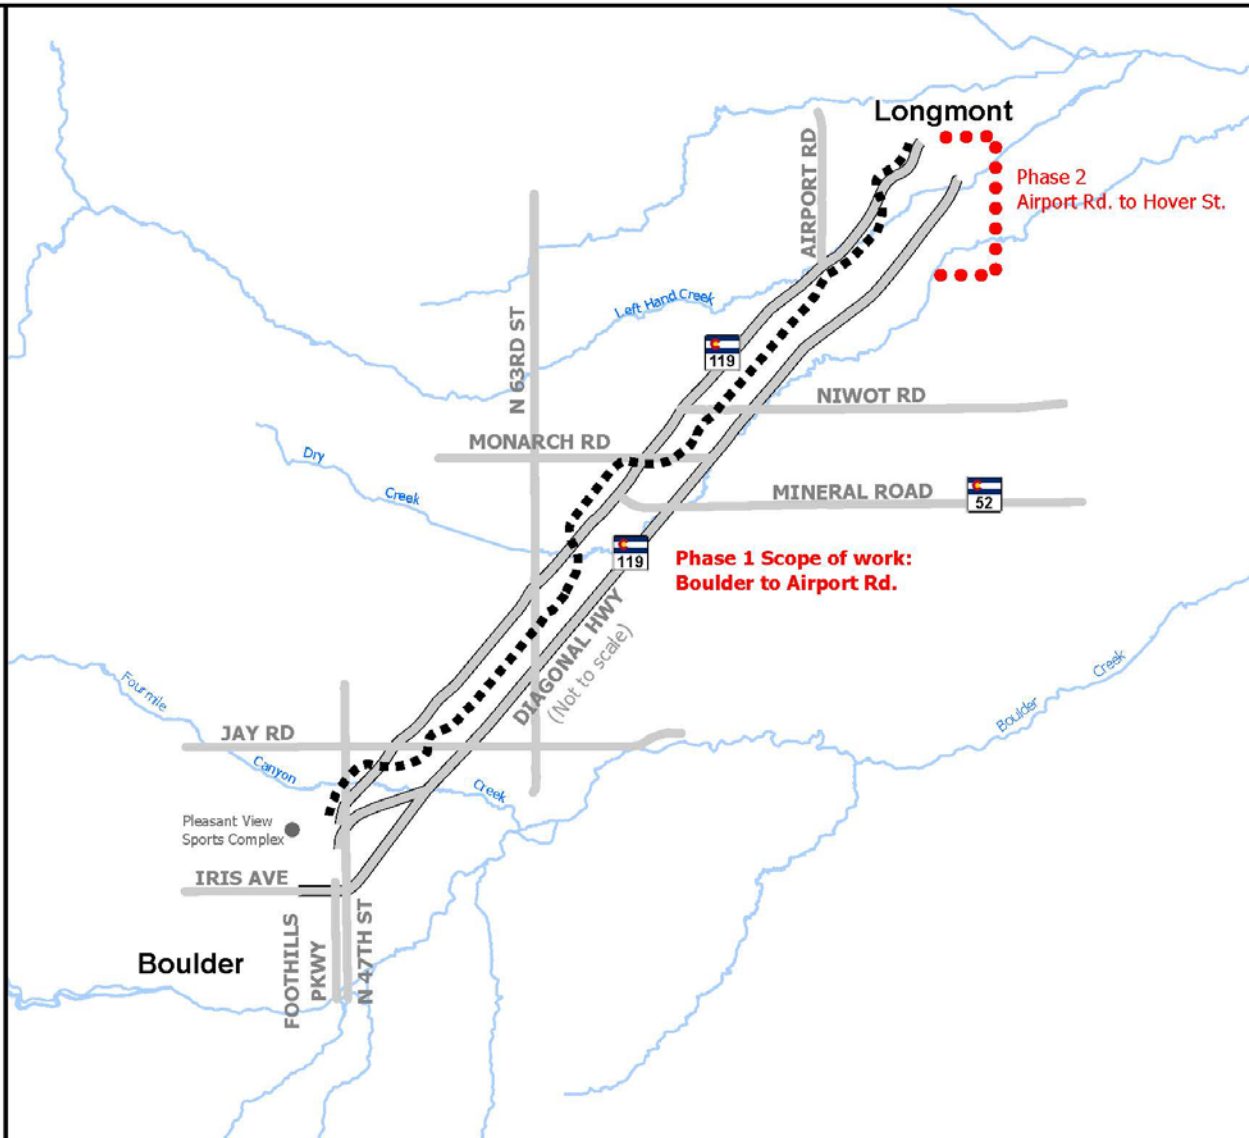 Longmont
AIRPORT RD
Phase 2
Airport Rd. to Hover St.
Left Hand Creek
N 63RD ST
119
NIWOT RD
MONARCH RD
Dry
Creek
MINERAL ROAD
52
119
Phase 1 Scope of work:
Boulder to Airport Rd.
DIAGONAL HWY
(Not to scale)
Fourmile
Canyon
Creek
Boulder
Creek
JAY RD
Pleasant View
Sports Complex
IRIS AVE
FOOTHILLS
PKWY
N 47TH ST
Boulder